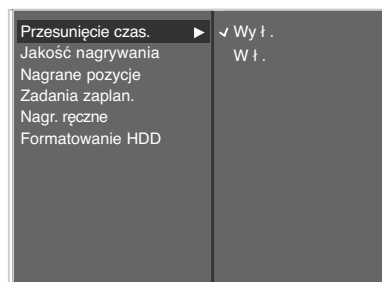 Przesunięcie czas.
Jakość nagrywania
Nagrane pozycje
Zadania zaplan.
Nagr. ręczne
Formatowanie HDD
Wył.
Wł.